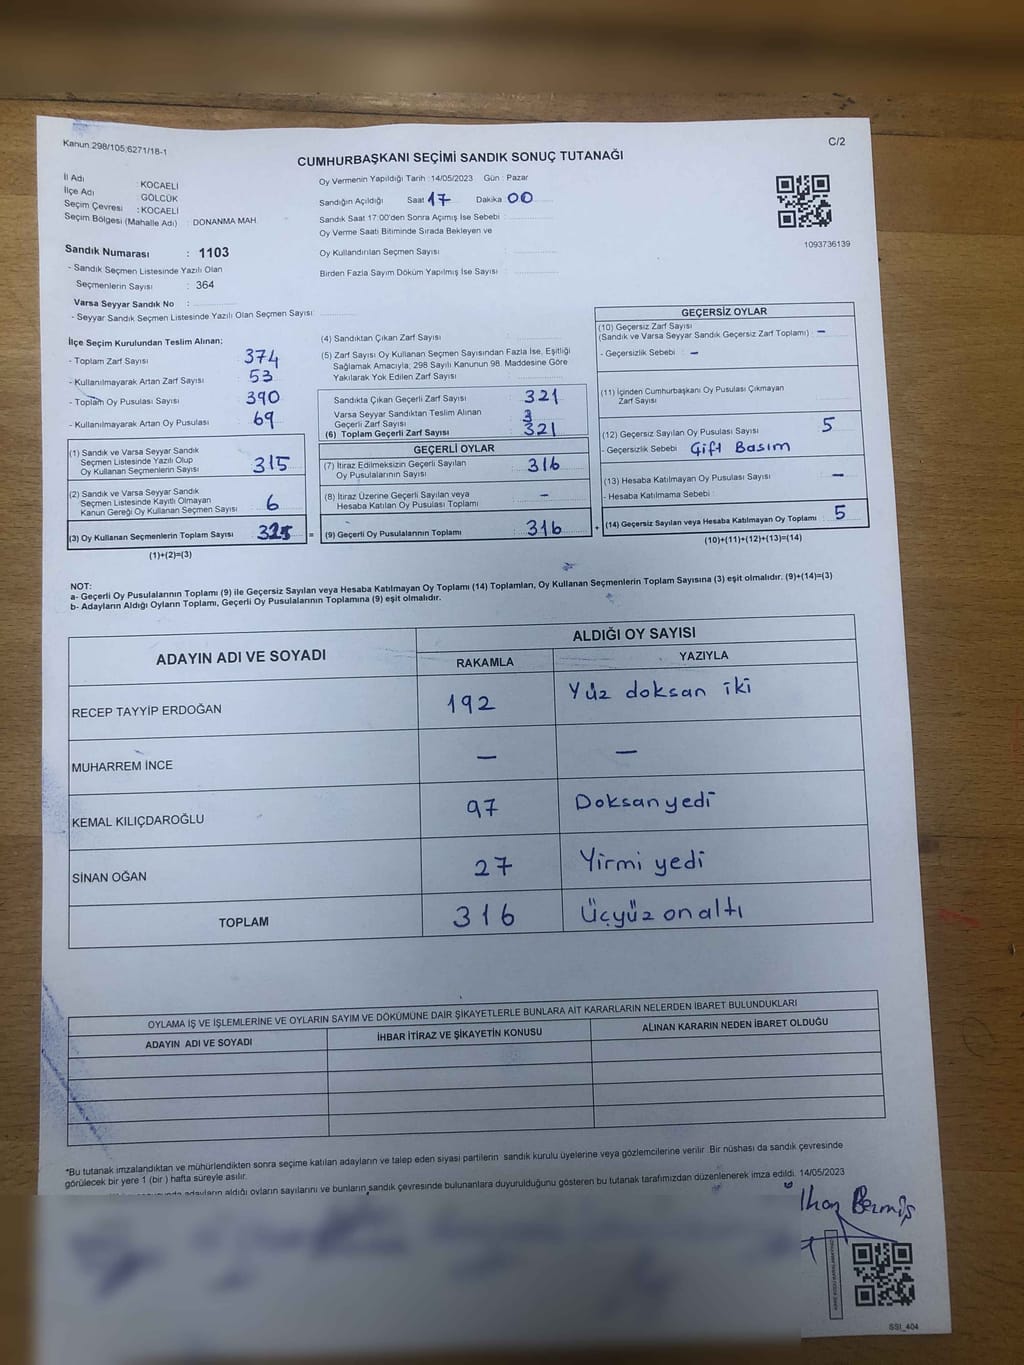 Kanun.298/105,6271/18-1
C/2
CUMHURBAŞKANI SEÇİMİ SANDIK SONUÇ TUTANAĞI
İl Adı : KOCAELİ
İlçe Adı : GÖLCÜK
Seçim Çevresi : KOCAELİ
Seçim Bölgesi (Mahalle Adı) : DONANMA MAH
Sandık Numarası : 1103
- Sandık Seçmen Listesinde Yazılı Olan
Seçmenlerin Sayısı : 364
Varsa Seyyar Sandık No :
- Seyyar Sandık Seçmen Listesinde Yazılı Olan Seçmen Sayısı:
Oy Vermenin Yapıldığı Tarih : 14/05/2023 Gün : Pazar
Sandığın Açıldığı Saat 17 Dakika 00
Sandık Saat 17:00'den Sonra Açımış İse Sebebi :
Oy Verme Saati Bitiminde Sırada Bekleyen ve
Oy Kullandırılan Seçmen Sayısı :
Birden Fazla Sayım Döküm Yapılmış İse Sayısı :
1093736139
İlçe Seçim Kurulundan Teslim Alınan;
- Toplam Zarf Sayısı 374
- Kullanılmayarak Artan Zarf Sayısı 53
- Toplam Oy Pusulası Sayısı 390
- Kullanılmayarak Artan Oy Pusulası 69
(1) Sandık ve Varsa Seyyar Sandık
Seçmen Listesinde Yazılı Olup
Oy Kullanan Seçmenlerin Sayısı 315
(2) Sandık ve Varsa Seyyar Sandık
Seçmen Listesinde Kayıtlı Olmayan
Kanun Gereği Oy Kullanan Seçmen Sayısı 6
(3) Oy Kullanan Seçmenlerin Toplam Sayısı
(1)+(2)=(3)
(4) Sandıktan Çıkan Zarf Sayısı :
(5) Zarf Sayısı Oy Kullanan Seçmen Sayısından Fazla İse, Eşitliği
Sağlamak Amacıyla; 298 Sayılı Kanunun 98. Maddesine Göre
Yakılarak Yok Edilen Zarf Sayısı :
Sandıkta Çıkan Geçerli Zarf Sayısı 321
Varsa Seyyar Sandıktan Teslim Alınan
Geçerli Zarf Sayısı
(6) Toplam Geçerli Zarf Sayısı 321
GEÇERLİ OYLAR
(7) İtiraz Edilmeksizin Geçerli Sayılan
Oy Pusulasının Sayısı 316
(8) İtiraz Üzerine Geçerli Sayılan veya
Hesaba Katılan Oy Pusulası Toplamı -
= (9) Geçerli Oy Pusulalarının Toplamı 316 +
GEÇERSİZ OYLAR
(10) Geçersiz Zarf Sayısı
(Sandık ve Varsa Seyyar Sandık Geçersiz Zarf Toplamı) : -
- Geçersizlik Sebebi : -
(11) İçinden Cumhurbaşkanı Oy Pusulası Çıkmayan
Zarf Sayısı
(12) Geçersiz Sayılan Oy Pusulası Sayısı 5
- Geçersizlik Sebebi Çift Basım
(13) Hesaba Katılmayan Oy Pusulası Sayısı -
- Hesaba Katılmama Sebebi
(14) Geçersiz Sayılan veya Hesaba Katılmayan Oy Toplamı 5
(10)+(11)+(12)+(13)=(14)
NOT:
a- Geçerli Oy Pusulalarının Toplamı (9) ile Geçersiz Sayılan veya Hesaba Katılmayan Oy Toplamı (14) Toplamları, Oy Kullanan Seçmenlerin Toplam Sayısına (3) eşit olmalıdır. (9)+(14)=(3)
b- Adayların Aldığı Oyların Toplamı, Geçerli Oy Pusulalarının Toplamına (9) eşit olmalıdır.
ADAYIN ADI VE SOYADI
ALDIĞI OY SAYISI
RAKAMLA YAZIYLA
RECEP TAYYİP ERDOĞAN 192 Yüz doksan iki
MUHARREM İNCE - -
KEMAL KILIÇDAROĞLU 97 Doksanyedi
SİNAN OĞAN 27 Yirmi yedi
TOPLAM 316 Üçyüz onaltı
OYLAMA İŞ VE İŞLEMLERİNE VE OYLARIN SAYIM VE DÖKÜMÜNE DAİR ŞİKAYETLERLE BUNLARA AİT KARARLARIN NELERDEN İBARET BULUNDUKLARI
ADAYIN ADI VE SOYADI İHBAR İTİRAZ VE ŞİKAYETİN KONUSU ALINAN KARARIN NEDEN İBARET OLDUĞU
*Bu tutanak imzalandıktan ve mühürlendikten sonra seçime katılan adayların ve talep eden siyasi partilerin sandık kurulu üyelerine veya gözlemcilerine verilir. Bir nüshası da sandık çevresinde
görülecek bir yere 1 (bir ) hafta süreyle asılır.
adayların aldığı oyların sayılarını ve bunların sandık çevresinde bulunanlara duyurulduğunu gösteren bu tutanak tarafımızdan düzenlenerek imza edildi. 14/05/2023
SSI_404